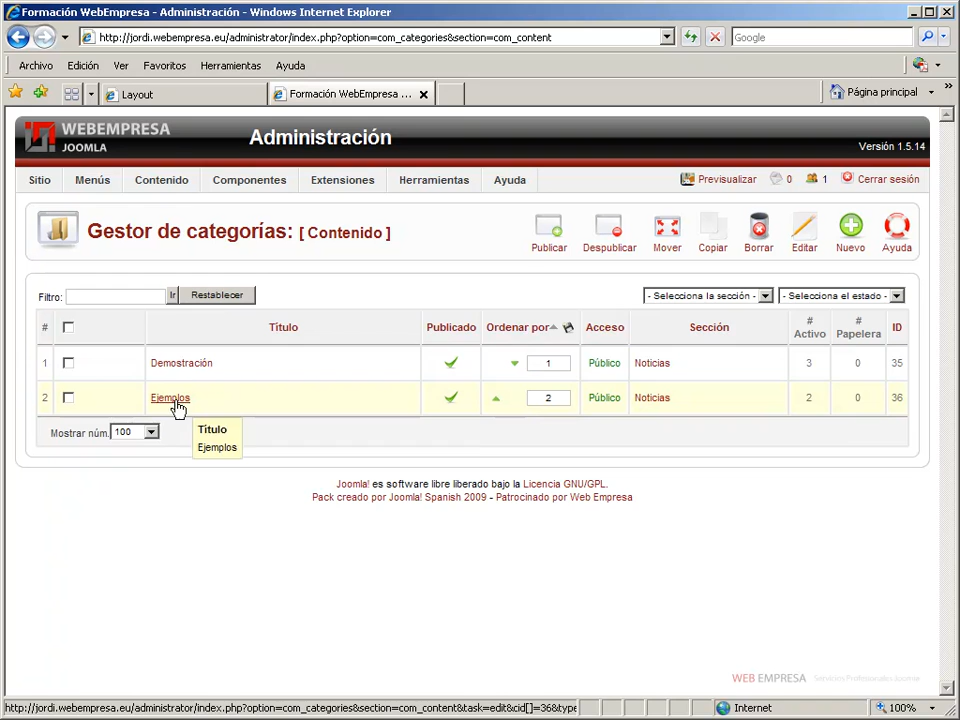 Formación WebEmpresa - Administración - Windows Internet Explorer
http://jordi.webempresa.eu/administrator/index.php?option=com_categories&section=com_content
Google
Archivo Edición Ver Favoritos Herramientas Ayuda
Layout
Formación WebEmpresa ...
Página principal
WEBEMPRESA
JOOMLA
Administración
Versión 1.5.14
Sitio Menús Contenido Componentes Extensiones Herramientas Ayuda
Previsualizar 0 1 Cerrar sesión
Gestor de categorías: [ Contenido ]
Publicar Despublicar Mover Copiar Borrar Editar Nuevo Ayuda
Filtro: Ir Restablecer - Selecciona la sección - - Selecciona el estado -
# Título Publicado Ordenar por Acceso Sección # Activo # Papelera ID
1 Demostración 1 Público Noticias 3 0 35
2 Ejemplos 2 Público Noticias 2 0 36
Mostrar núm. 100
Título
Ejemplos
Joomla! es software libre liberado bajo la Licencia GNU/GPL.
Pack creado por Joomla! Spanish 2009 - Patrocinado por Web Empresa
WEB EMPRESA Servicios Profesionales Joomla!
http://jordi.webempresa.eu/administrator/index.php?option=com_categories&section=com_content&task=edit&cid[]=36&type
Internet 100%